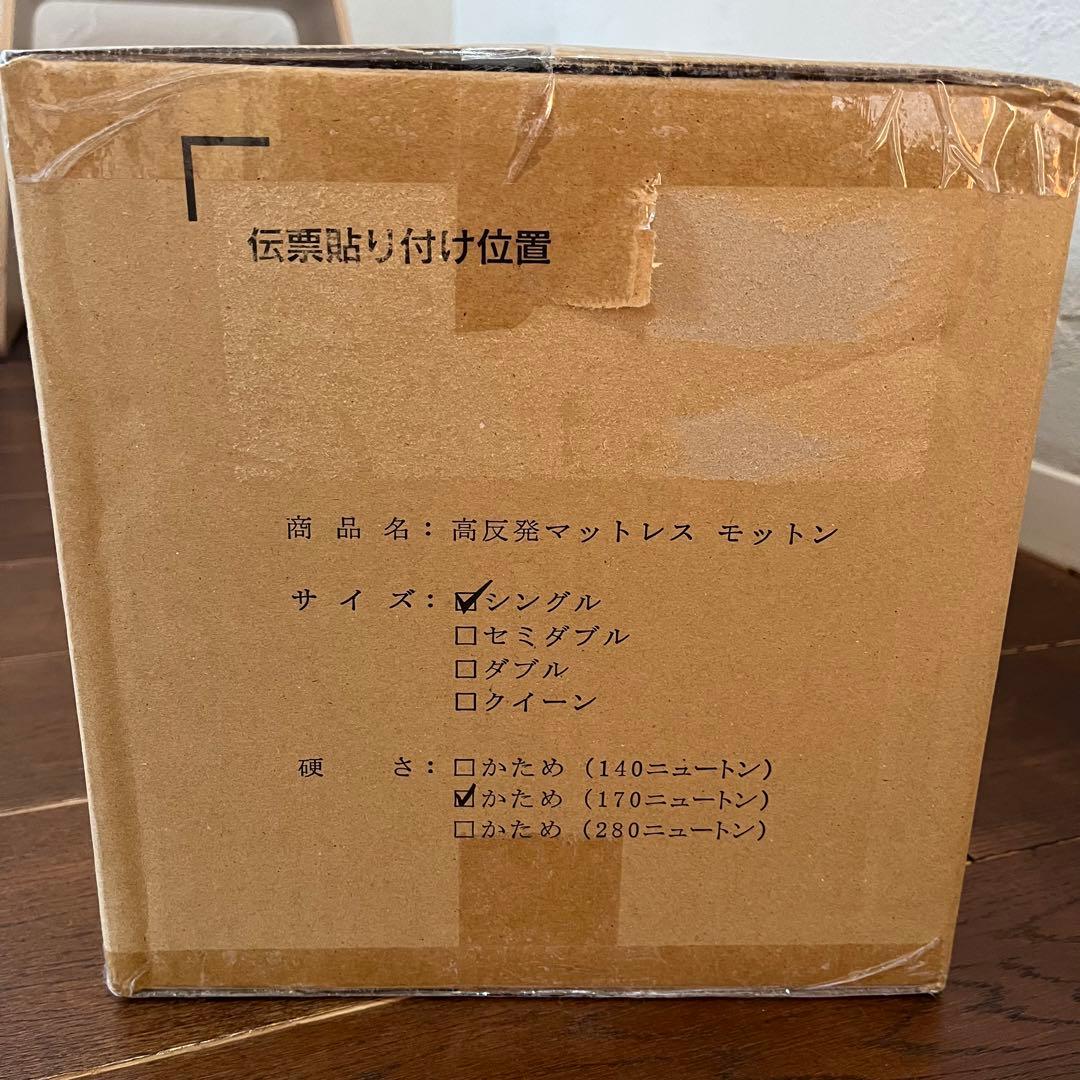 伝票貼り付け位置
商品名：高反発マットレス モットン
サイズ：☑シングル
□セミダブル
□ダブル
□クイーン
硬さ：□かため（140ニュートン）
☑かため（170ニュートン）
□かため（280ニュートン）